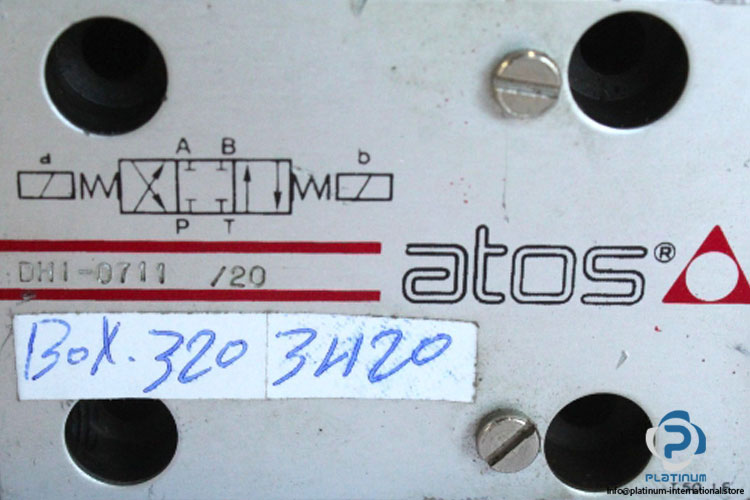 a A B b
P T
DHI-0711 /20
atos®
BOX.320 3420
PLATINUM
info@platinum-international.store